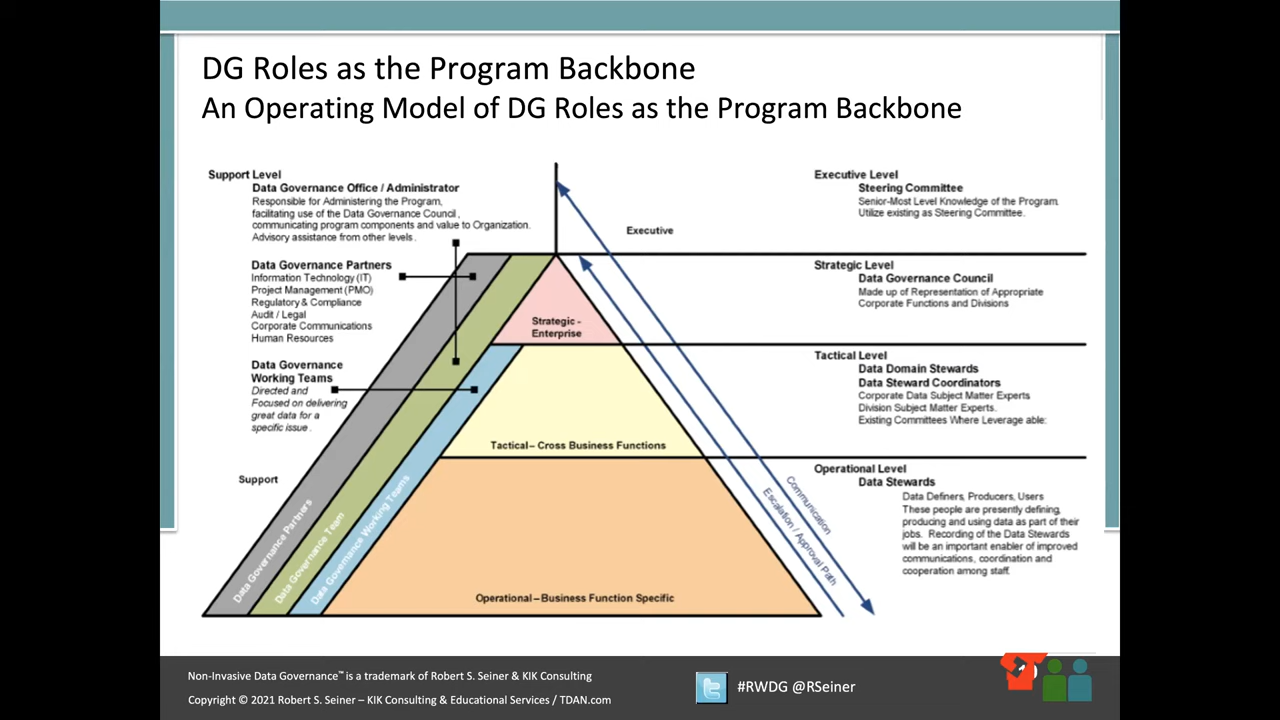 DG Roles as the Program Backbone
An Operating Model of DG Roles as the Program Backbone
Support Level
Data Governance Office / Administrator
Responsible for Administering the Program,
facilitating use of the Data Governance Council,
communicating program components and value to Organization.
Advisory assistance from other levels.
Data Governance Partners
Information Technology (IT)
Project Management (PMO)
Regulatory & Compliance
Audit / Legal
Corporate Communications
Human Resources
Data Governance
Working Teams
Directed and
Focused on delivering
great data for a
specific issue.
Support
Data Governance Partners
Data Governance Team
Data Governance Working Teams
Executive
Strategic -
Enterprise
Tactical – Cross Business Functions
Operational – Business Function Specific
Communication
Escalation / Approval Path
Executive Level
Steering Committee
Senior-Most Level Knowledge of the Program.
Utilize existing as Steering Committee.
Strategic Level
Data Governance Council
Made up of Representation of Appropriate
Corporate Functions and Divisions
Tactical Level
Data Domain Stewards
Data Steward Coordinators
Corporate Data Subject Matter Experts
Division Subject Matter Experts.
Existing Committees Where Leverage able:
Operational Level
Data Stewards
Data Definers, Producers, Users
These people are presently defining,
producing and using data as part of their
jobs. Recording of the Data Stewards
will be an important enabler of improved
communications, coordination and
cooperation among staff.
Non-Invasive Data Governance™ is a trademark of Robert S. Seiner & KIK Consulting
Copyright © 2021 Robert S. Seiner – KIK Consulting & Educational Services / TDAN.com
#RWDG @RSeiner